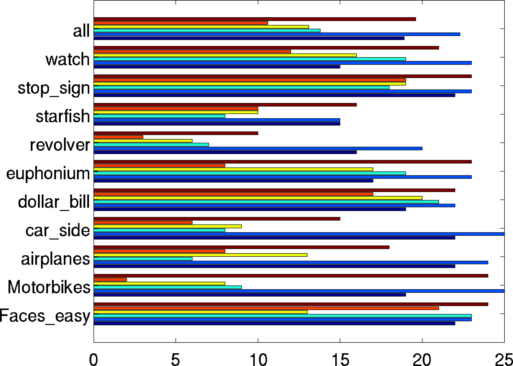 all
watch
stop_sign
starfish
revolver
euphonium
dollar_bill
car_side
airplanes
Motorbikes
Faces_easy
0 5 10 15 20 25